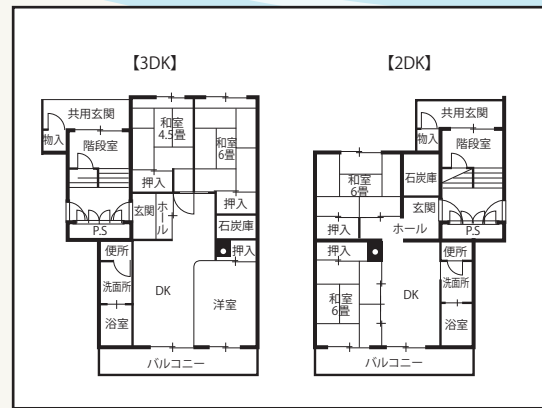 【3DK】
共用玄関
物入
階段室
和室
4.5畳
和室
6畳
押入
押入
玄関
ホール
石炭庫
P.S
押入
便所
洗面所
浴室
DK
洋室
バルコニー
【2DK】
共用玄関
物入
階段室
和室
6畳
石炭庫
玄関
押入
ホール
P.S
押入
便所
洗面所
和室
6畳
DK
浴室
バルコニー